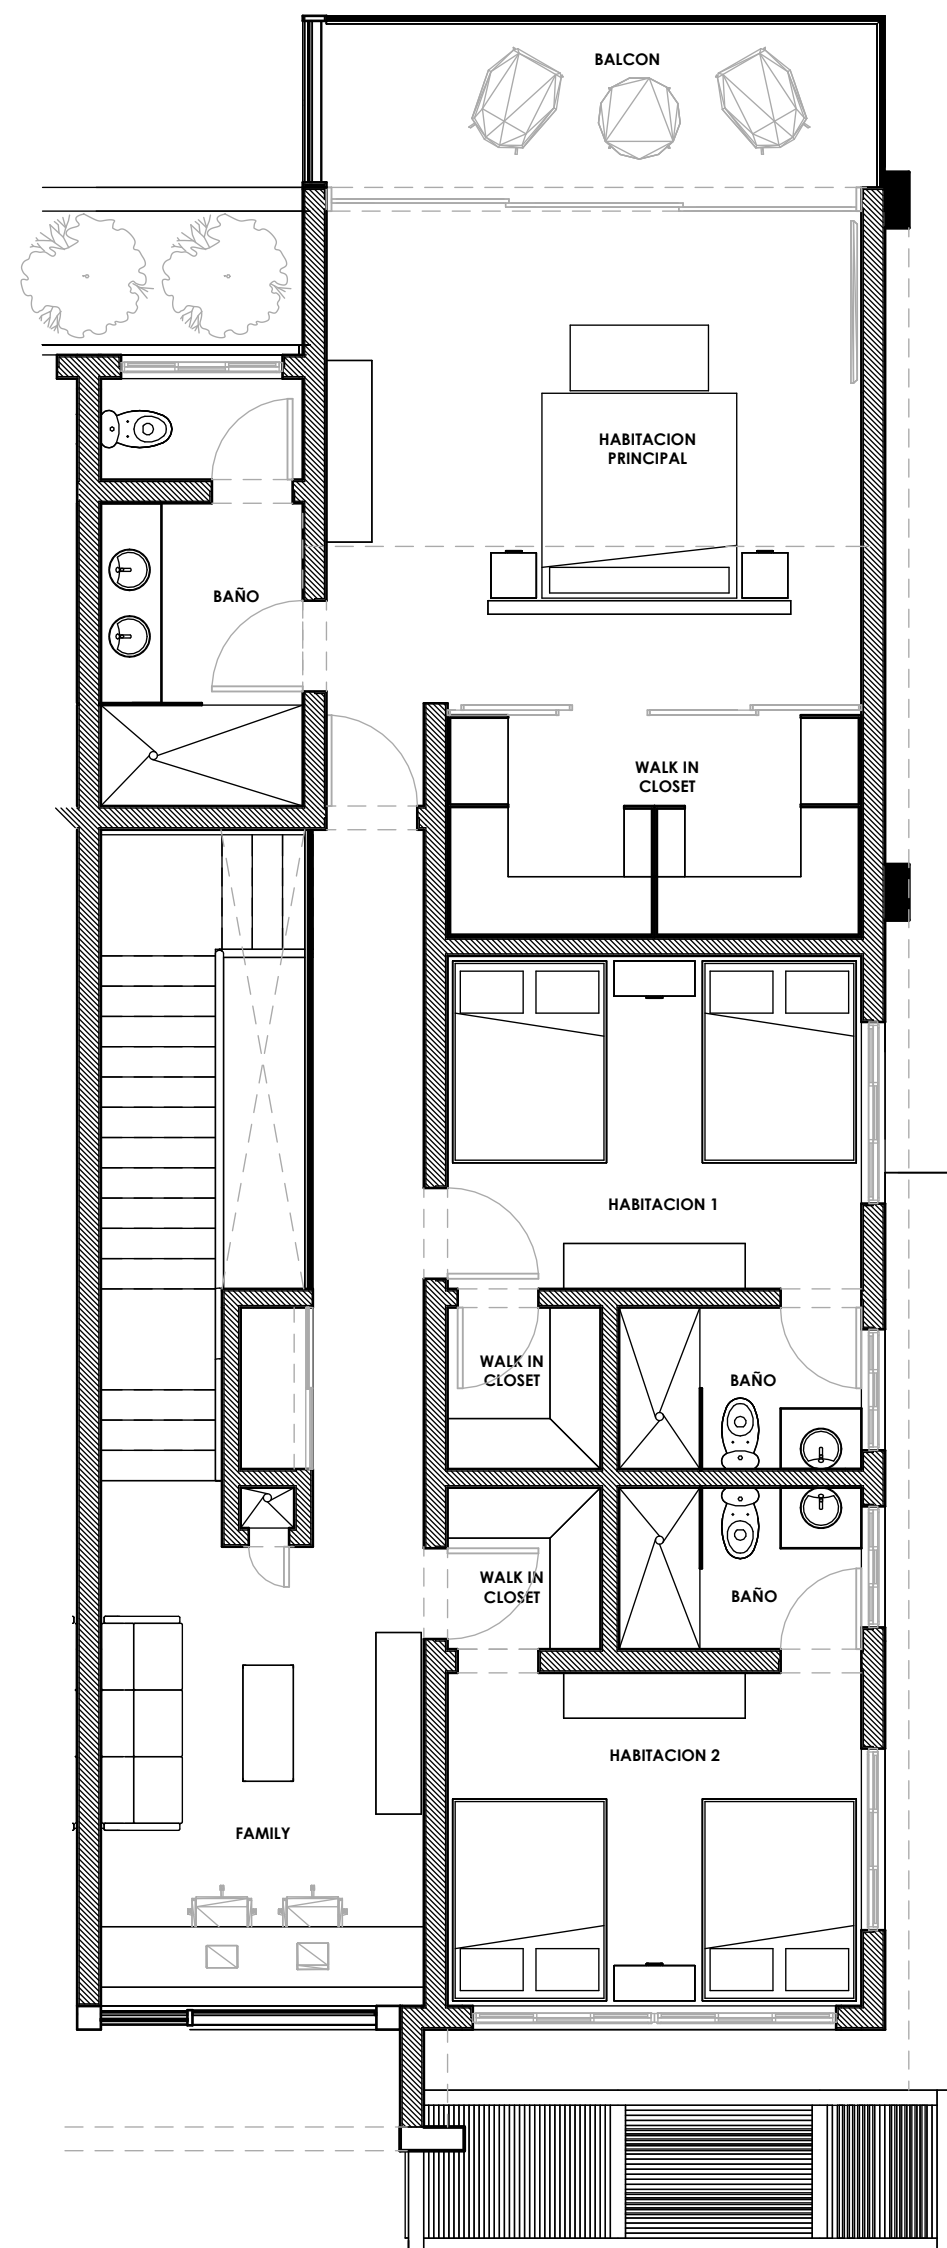 BALCON
HABITACION
PRINCIPAL
BAÑO
WALK IN
CLOSET
HABITACION 1
WALK IN
CLOSET
BAÑO
WALK IN
CLOSET
BAÑO
HABITACION 2
FAMILY